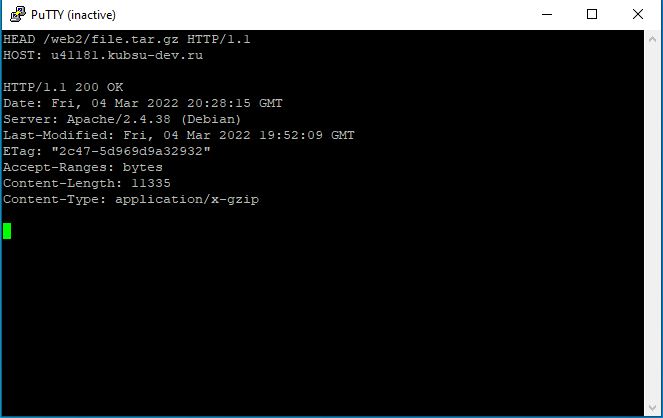 PuTTY (inactive)
HEAD /web2/file.tar.gz HTTP/1.1
HOST: u41181.kubsu-dev.ru
HTTP/1.1 200 OK
Date: Fri, 04 Mar 2022 20:28:15 GMT
Server: Apache/2.4.38 (Debian)
Last-Modified: Fri, 04 Mar 2022 19:52:09 GMT
ETag: "2c47-5d969d9a32932"
Accept-Ranges: bytes
Content-Length: 11335
Content-Type: application/x-gzip